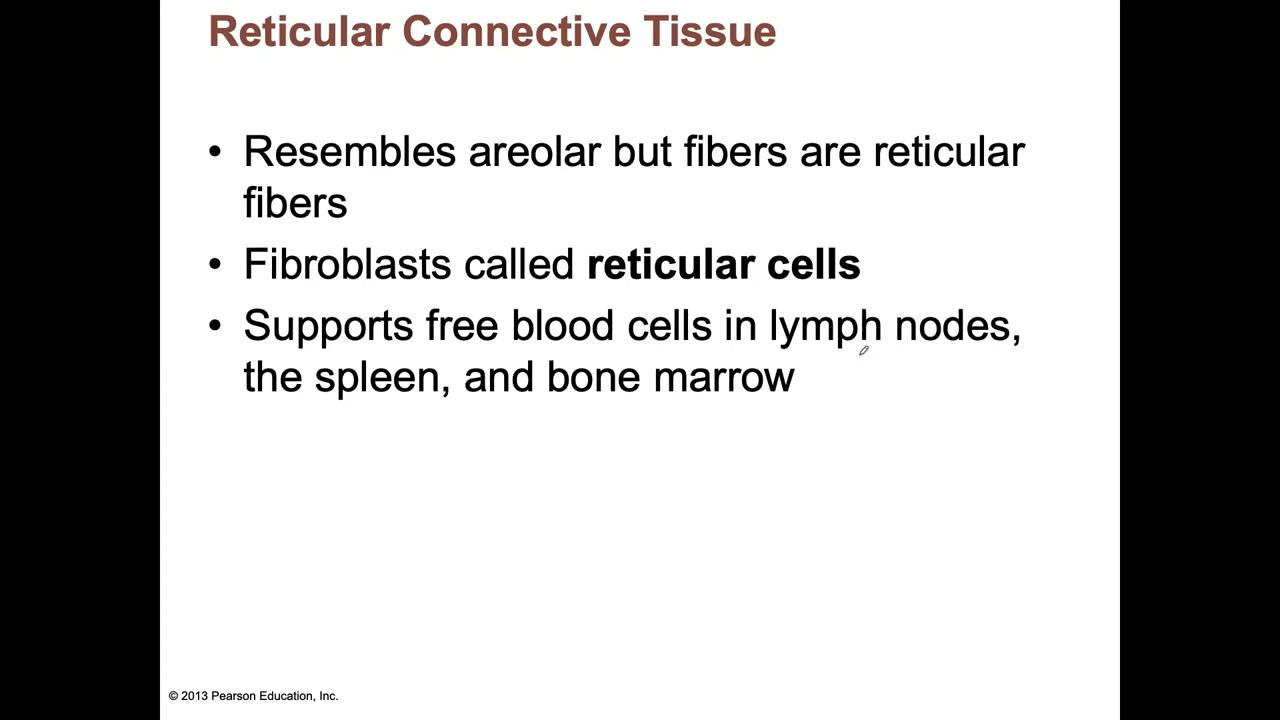 Reticular Connective Tissue
• Resembles areolar but fibers are reticular
fibers
• Fibroblasts called reticular cells
• Supports free blood cells in lymph nodes,
the spleen, and bone marrow
© 2013 Pearson Education, Inc.